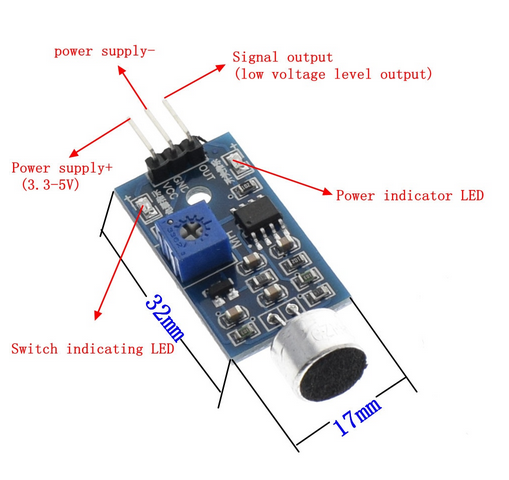 power supply-
Signal output
(low voltage level output)
Power supply+
(3.3-5V)
OUT
GND
VCC
Power indicator LED
Switch indicating LED
32mm
17mm